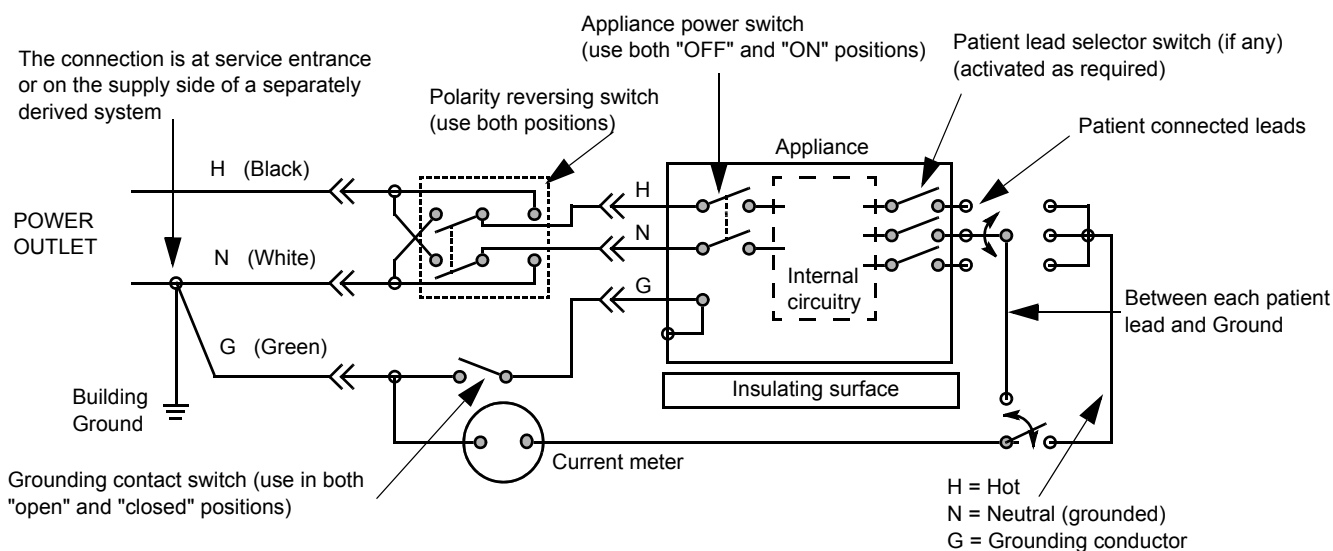 Appliance power switch
(use both "OFF" and "ON" positions)
Patient lead selector switch (if any)
(activated as required)
The connection is at service entrance
or on the supply side of a separately
derived system
Polarity reversing switch
(use both positions)
Patient connected leads
Appliance
H (Black)
H
POWER
OUTLET
N (White)
N
Internal
circuitry
G
Between each patient
lead and Ground
G (Green)
Insulating surface
Building
Ground
Current meter
Grounding contact switch (use in both
"open" and "closed" positions)
H = Hot
N = Neutral (grounded)
G = Grounding conductor